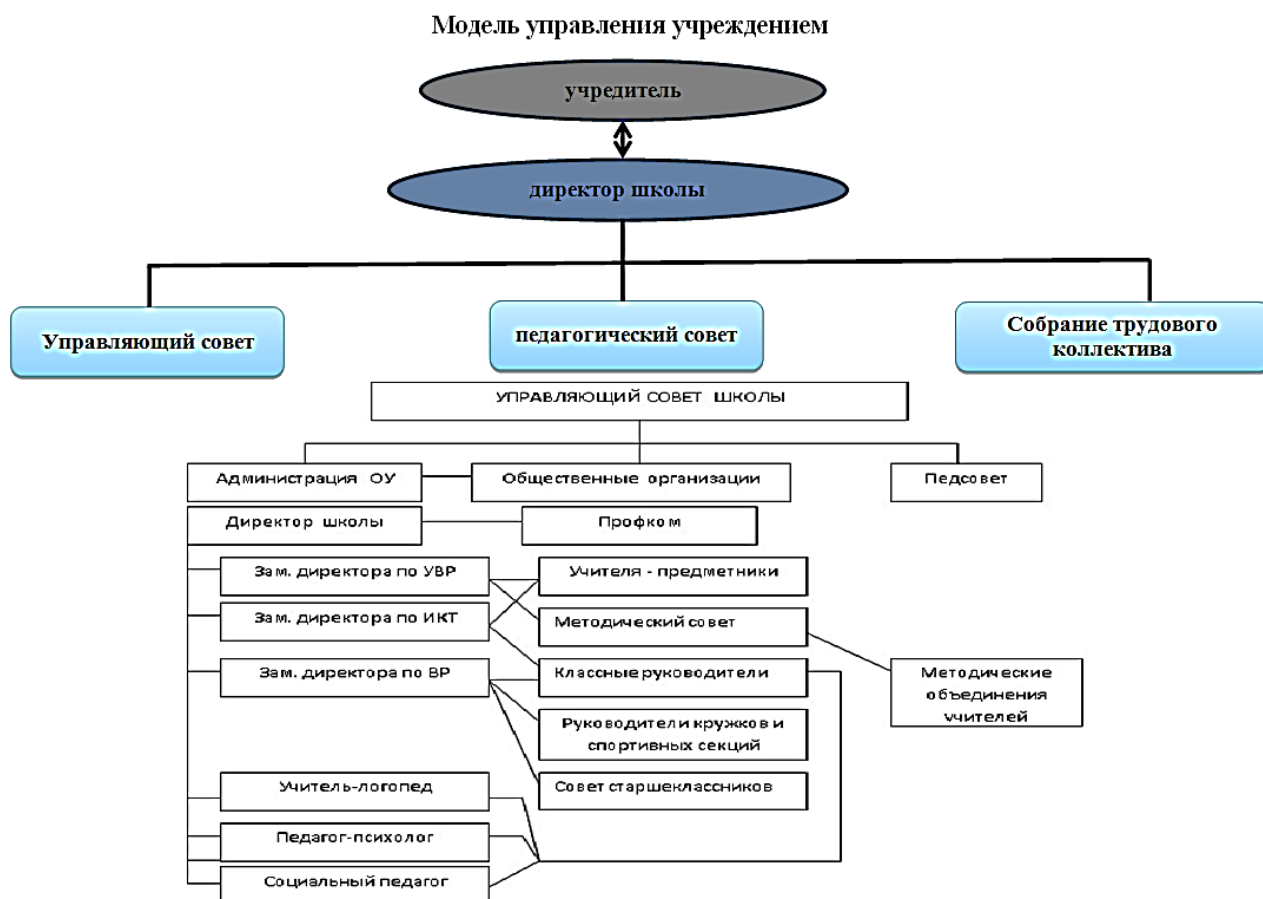 Модель управления учреждением
учредитель
директор школы
Управляющий совет
педагогический совет
Собрание трудового
коллектива
УПРАВЛЯЮЩИЙ СОВЕТ ШКОЛЫ
Администрация ОУ
Общественные организации
Педсовет
Директор школы
Профком
Зам. директора по УВР
Учителя - предметники
Зам. директора по ИКТ
Методический совет
Зам. директора по ВР
Классные руководители
Методические
объединения
учителей
Руководители кружков и
спортивных секций
Учитель-логопед
Совет старшеклассников
Педагог-психолог
Социальный педагог